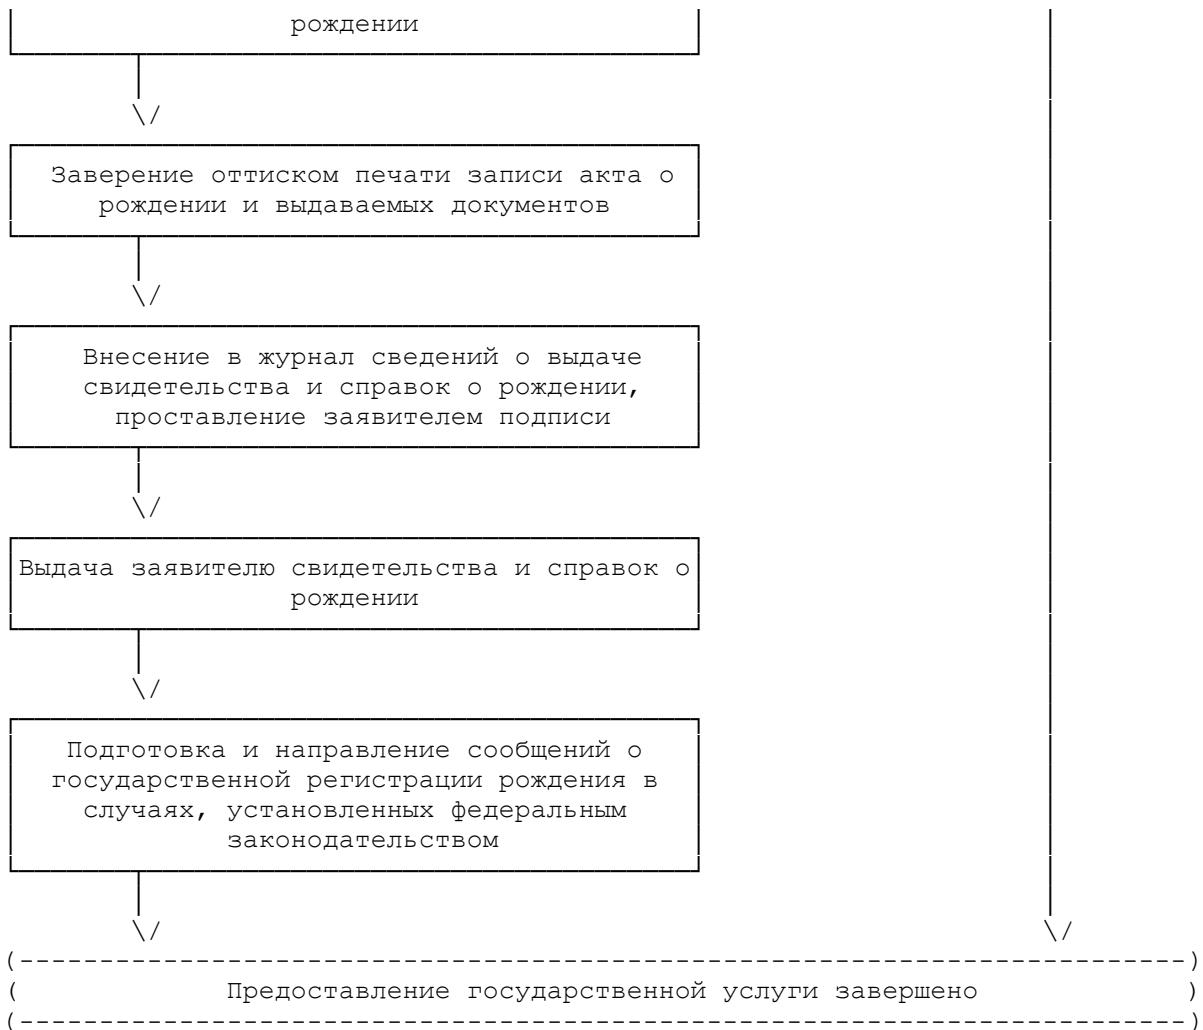 рождении
Заверение оттиском печати записи акта о
рождении и выдаваемых документов
Внесение в журнал сведений о выдаче
свидетельства и справок о рождении,
проставление заявителем подписи
Выдача заявителю свидетельства и справок о
рождении
Подготовка и направление сообщений о
государственной регистрации рождения в
случаях, установленных федеральным
законодательством
Предоставление государственной услуги завершено